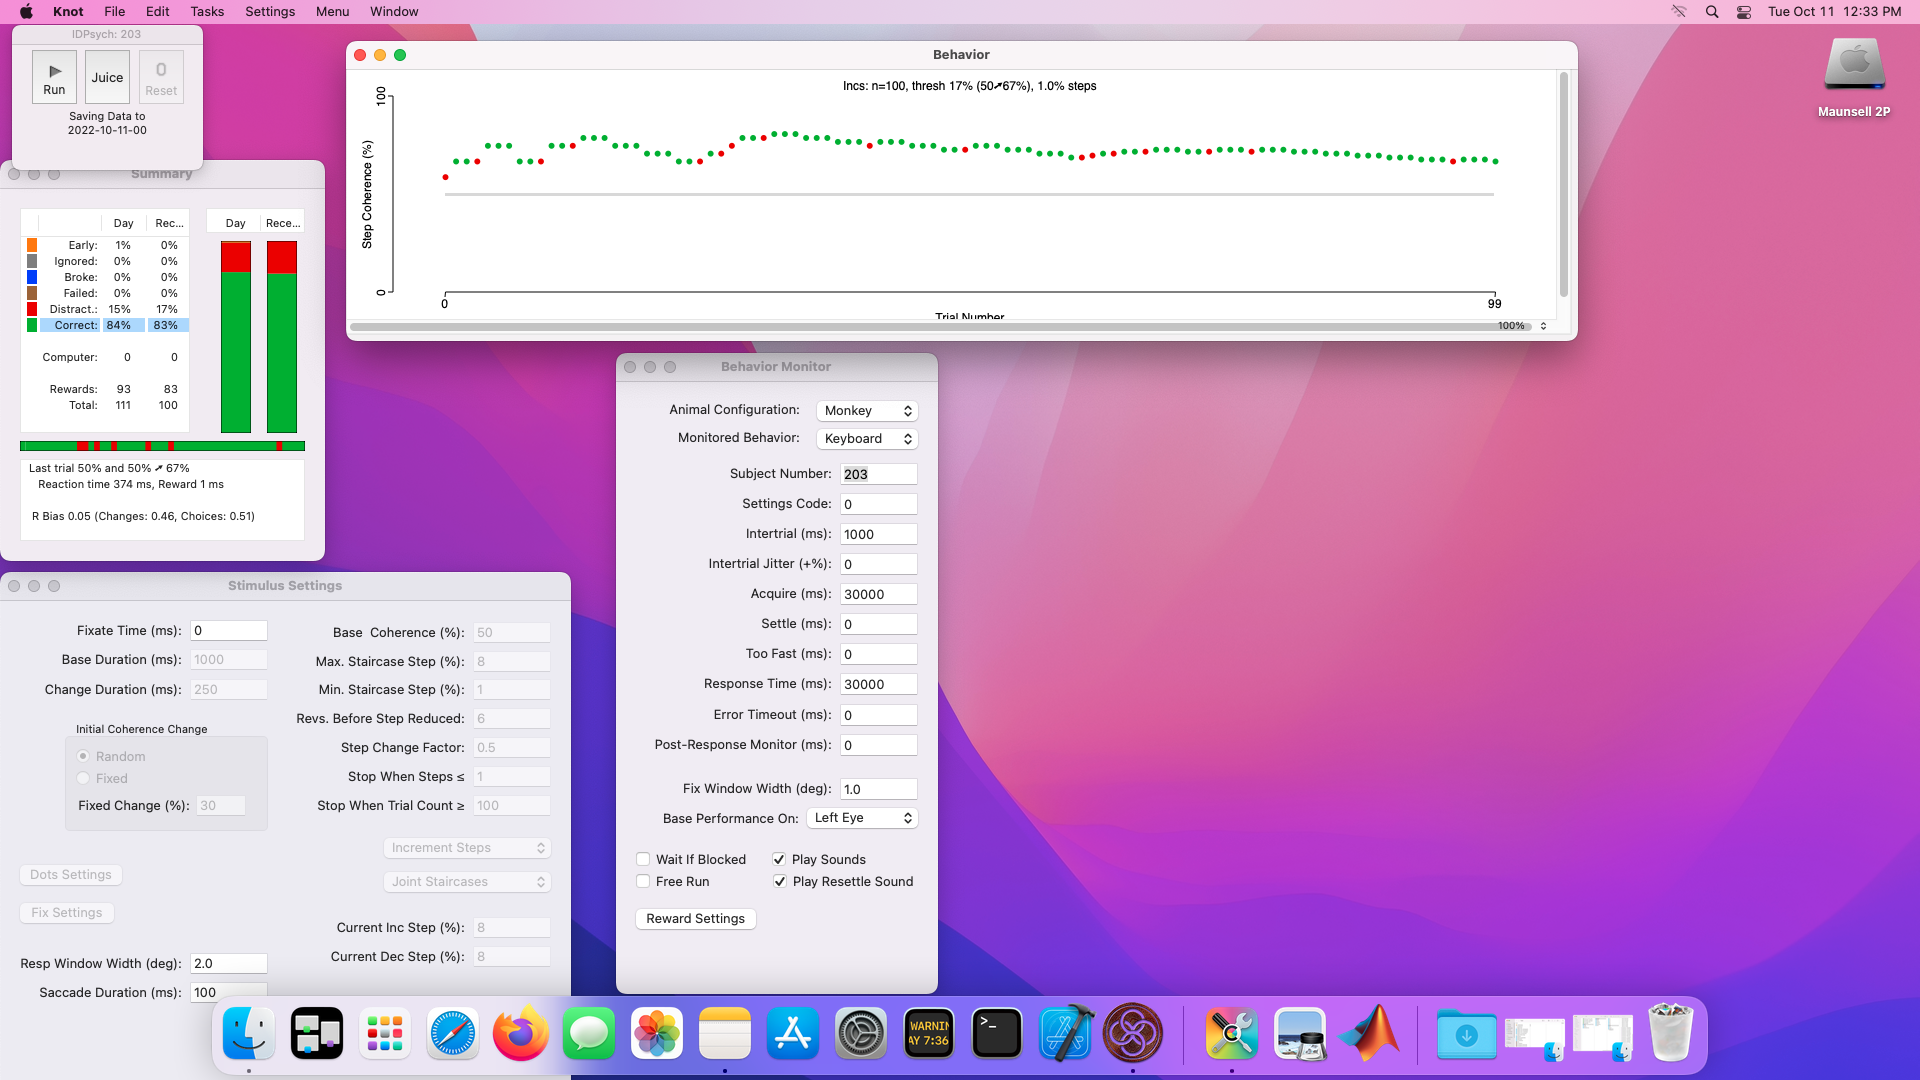 Knot File Edit Tasks Settings Menu Window
Tue Oct 11 12:33 PM
IDPsych: 203
Run
Juice
0
Reset
Saving Data to
2022-10-11-00
Summary
Day Rec...
Early: 1% 0%
Ignored: 0% 0%
Broke: 0% 0%
Failed: 0% 0%
Distract.: 15% 17%
Correct: 84% 83%
Computer: 0 0
Rewards: 93 83
Total: 111 100
Day Rece...
Last trial 50% and 50% ➚ 67%
Reaction time 374 ms, Reward 1 ms
R Bias 0.05 (Changes: 0.46, Choices: 0.51)
Behavior
Incs: n=100, thresh 17% (50➚67%), 1.0% steps
100
Step Coherence (%)
0
0 99
Trial Number
100%
Maunsell 2P
Behavior Monitor
Animal Configuration: Monkey
Monitored Behavior: Keyboard
Subject Number: 203
Settings Code: 0
Intertrial (ms): 1000
Intertrial Jitter (+%): 0
Acquire (ms): 30000
Settle (ms): 0
Too Fast (ms): 0
Response Time (ms): 30000
Error Timeout (ms): 0
Post-Response Monitor (ms): 0
Fix Window Width (deg): 1.0
Base Performance On: Left Eye
Wait If Blocked Play Sounds
Free Run Play Resettle Sound
Reward Settings
Stimulus Settings
Fixate Time (ms): 0
Base Duration (ms): 1000
Change Duration (ms): 250
Initial Coherence Change
Random
Fixed
Fixed Change (%): 30
Dots Settings
Fix Settings
Resp Window Width (deg): 2.0
Saccade Duration (ms): 100
Base Coherence (%): 50
Max. Staircase Step (%): 8
Min. Staircase Step (%): 1
Revs. Before Step Reduced: 6
Step Change Factor: 0.5
Stop When Steps ≤ 1
Stop When Trial Count ≥ 100
Increment Steps
Joint Staircases
Current Inc Step (%): 8
Current Dec Step (%): 8
WARNIN
AY 7:36
>_